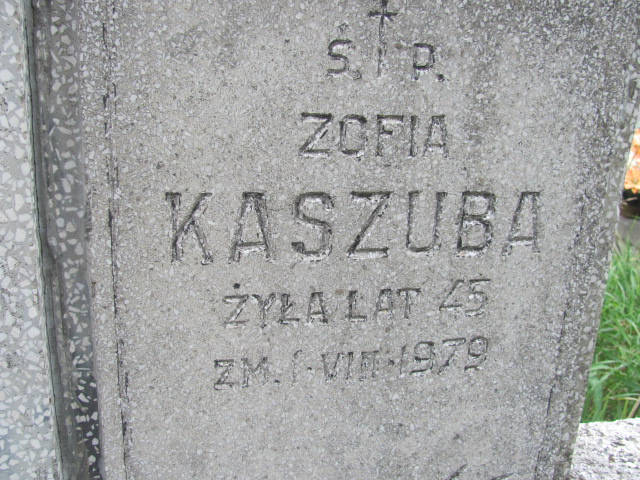 Ś. P.
ZOFIA
KASZUBA
ŻYŁA LAT 45
ZM. 1·VIII·1979